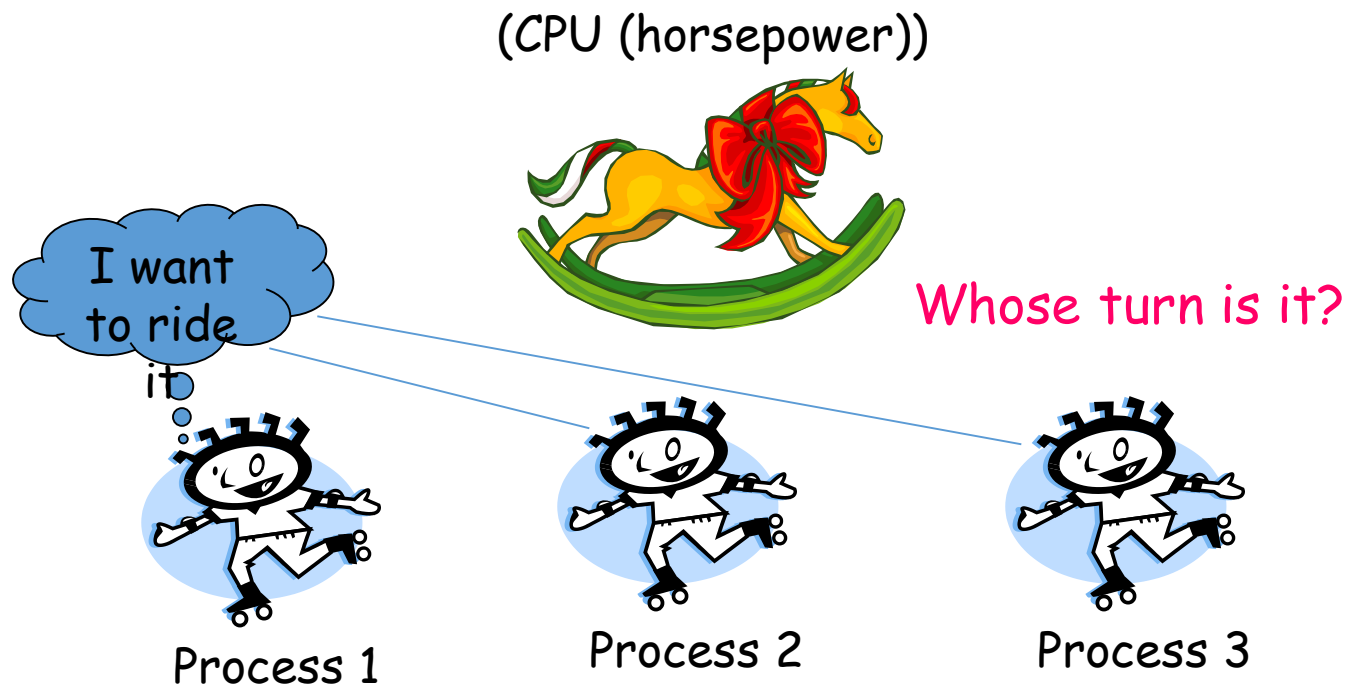 (CPU (horsepower))
I want
to ride
it
Whose turn is it?
Process 1
Process 2
Process 3